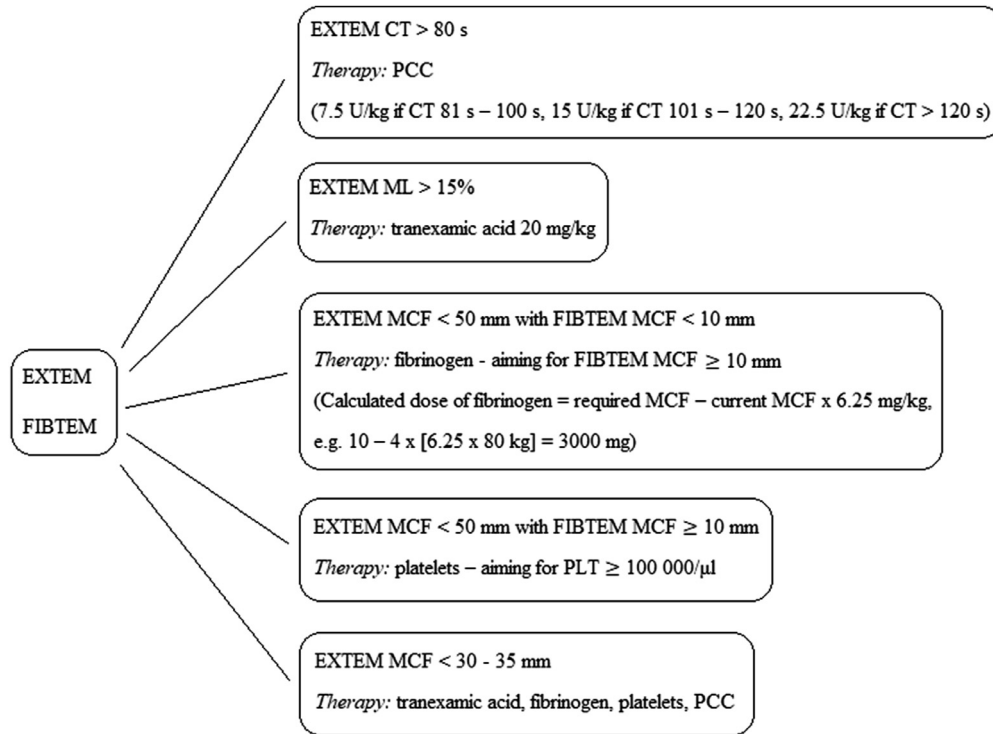 EXTEM CT > 80 s
Therapy: PCC
(7.5 U/kg if CT 81 s – 100 s, 15 U/kg if CT 101 s – 120 s, 22.5 U/kg if CT > 120 s)
EXTEM ML > 15%
Therapy: tranexamic acid 20 mg/kg
EXTEM
FIBTEM
EXTEM MCF < 50 mm with FIBTEM MCF < 10 mm
Therapy: fibrinogen - aiming for FIBTEM MCF ≥ 10 mm
(Calculated dose of fibrinogen = required MCF – current MCF x 6.25 mg/kg,
e.g. 10 – 4 x [6.25 x 80 kg] = 3000 mg)
EXTEM MCF < 50 mm with FIBTEM MCF ≥ 10 mm
Therapy: platelets – aiming for PLT ≥ 100 000/μl
EXTEM MCF < 30 - 35 mm
Therapy: tranexamic acid, fibrinogen, platelets, PCC